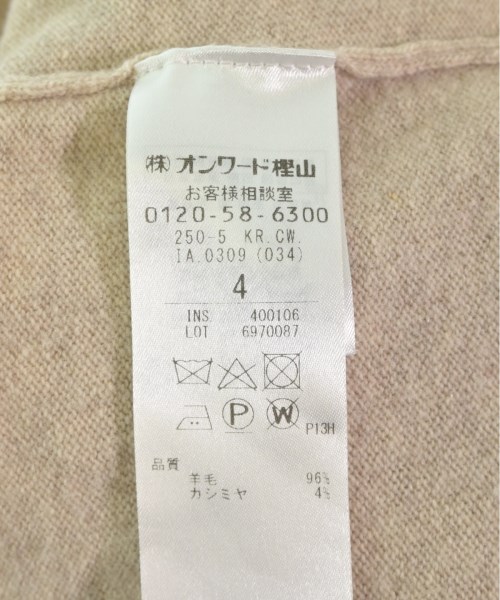 (株)オンワード樫山
お客様相談室
0120-58-6300
250-5 KR.CW.
IA.0309 (034)
4
INS 400106
LOT 6970087
P W P13H
品質
羊毛 96%
カシミヤ 4%